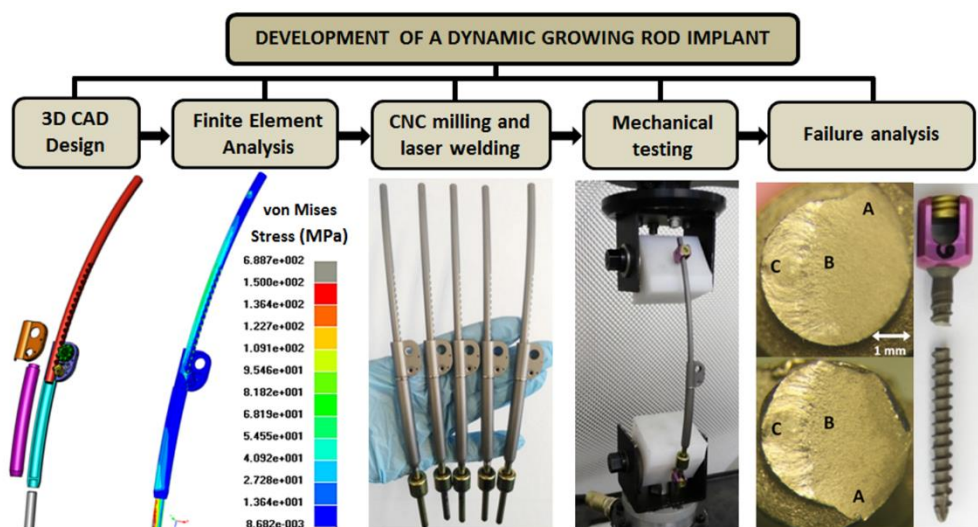 DEVELOPMENT OF A DYNAMIC GROWING ROD IMPLANT
3D CAD
Design
Finite Element
Analysis
CNC milling and
laser welding
Mechanical
testing
Failure analysis
von Mises
Stress (MPa)
6.887e+002
1.500e+002
1.364e+002
1.227e+002
1.091e+002
9.546e+001
8.182e+001
6.819e+001
5.455e+001
4.092e+001
2.728e+001
1.364e+001
8.682e-003
A
C
B
1 mm
B
C
A